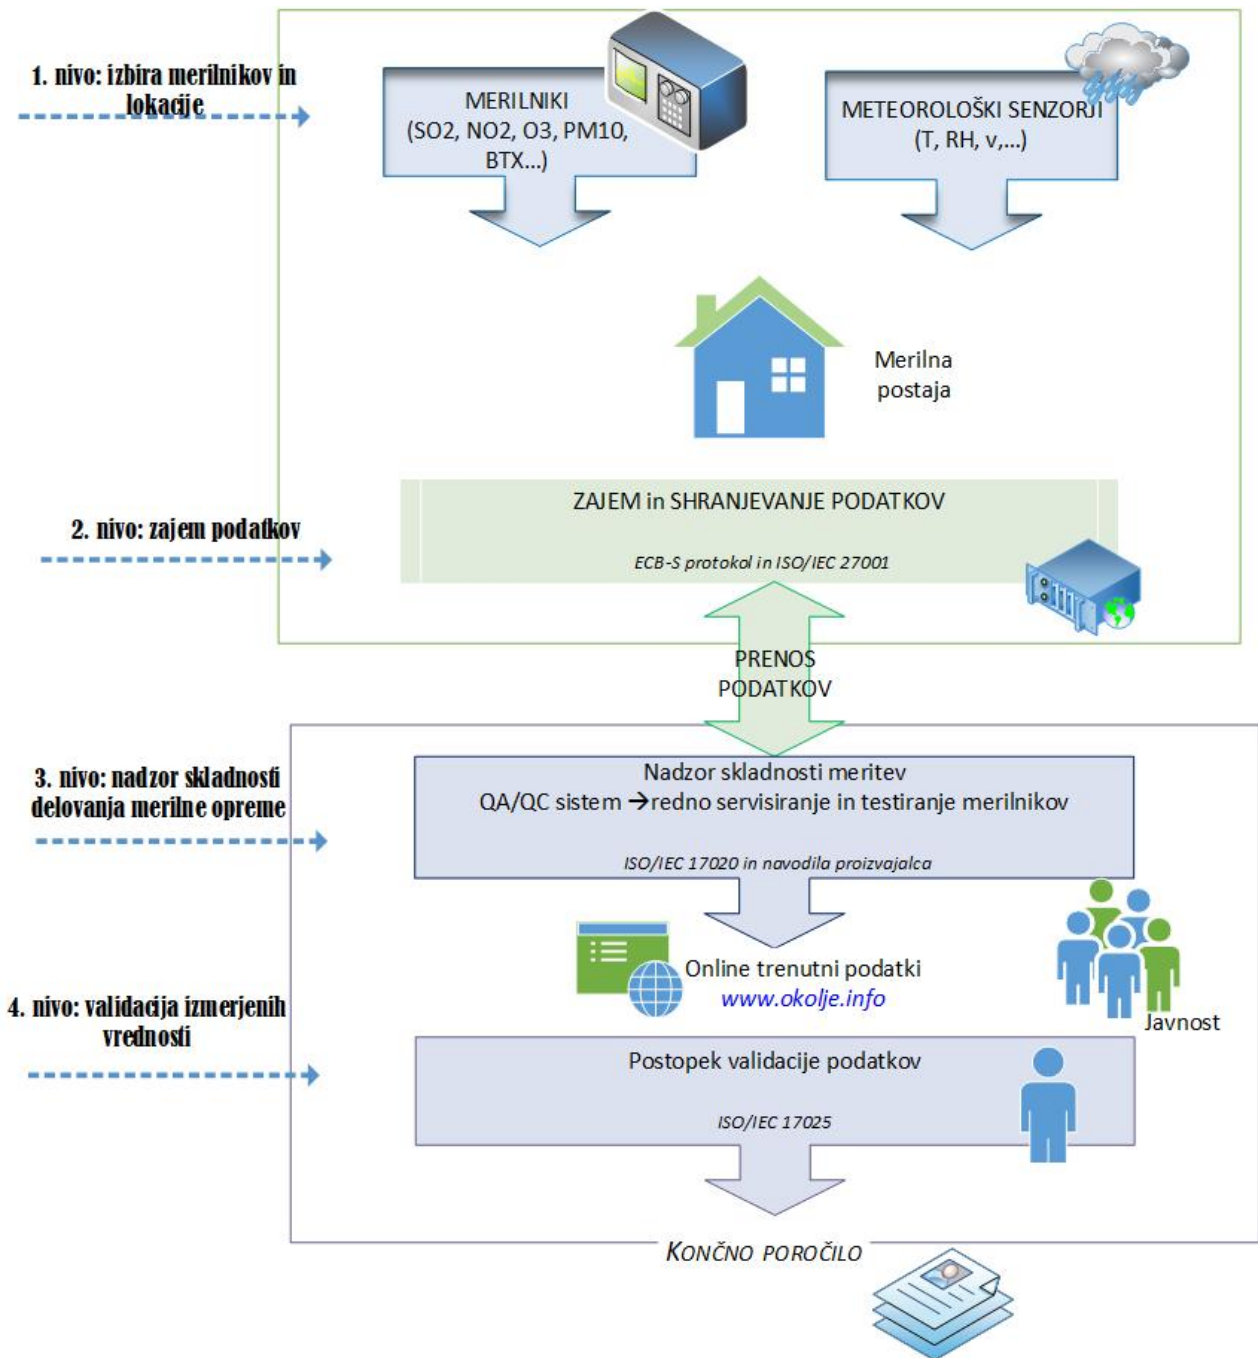 1. nivo: izbira merilnikov in
lokacije
MERILNIKI
(SO2, NO2, O3, PM10,
BTX...)
METEOROLOŠKI SENZORJI
(T, RH, v,...)
Merilna
postaja
2. nivo: zajem podatkov
ZAJEM in SHRANJEVANJE PODATKOV
ECB-S protokol in ISO/IEC 27001
PRENOS
PODATKOV
3. nivo: nadzor skladnosti
delovanja merilne opreme
Nadzor skladnosti meritev
QA/QC sistem →redno servisiranje in testiranje merilnikov
ISO/IEC 17020 in navodila proizvajalca
Online trenutni podatki
www.okolje.info
Javnost
4. nivo: validacija izmerjenih
vrednosti
Postopek validacije podatkov
ISO/IEC 17025
KONČNO POROČILO